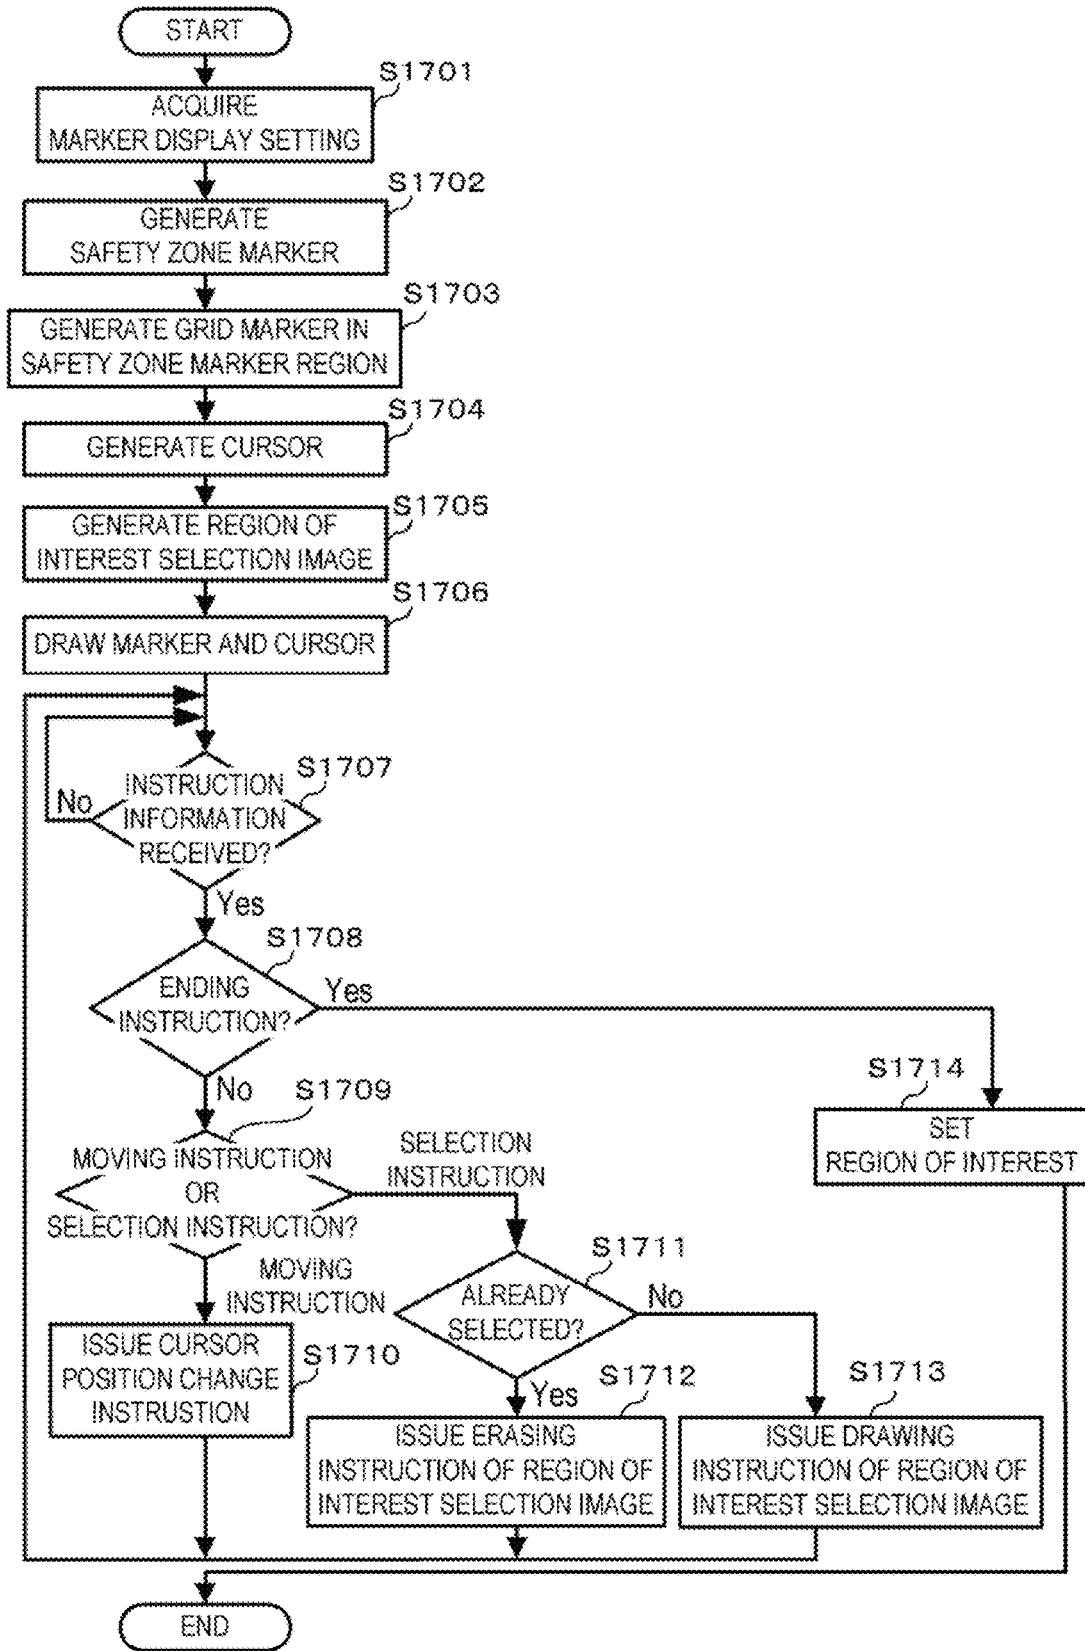 START
S1701
ACQUIRE
MARKER DISPLAY SETTING
S1702
GENERATE
SAFETY ZONE MARKER
S1703
GENERATE GRID MARKER IN
SAFETY ZONE MARKER REGION
S1704
GENERATE CURSOR
S1705
GENERATE REGION OF
INTEREST SELECTION IMAGE
S1706
DRAW MARKER AND CURSOR
S1707
INSTRUCTION
INFORMATION
RECEIVED?
No
Yes
S1708
ENDING
INSTRUCTION?
Yes
No
S1709
MOVING INSTRUCTION
OR
SELECTION INSTRUCTION?
SELECTION
INSTRUCTION
S1714
SET
REGION OF INTEREST
MOVING
INSTRUCTION
S1711
ALREADY
SELECTED?
No
Yes
S1710
ISSUE CURSOR
POSITION CHANGE
INSTRUSTION
S1712
ISSUE ERASING
INSTRUCTION OF REGION OF
INTEREST SELECTION IMAGE
S1713
ISSUE DRAWING
INSTRUCTION OF REGION OF
INTEREST SELECTION IMAGE
END